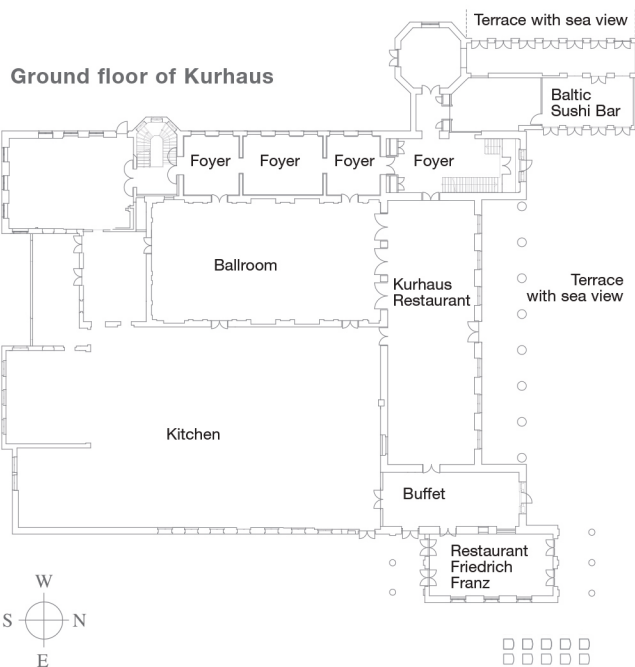 Terrace with sea view
Ground floor of Kurhaus
Baltic
Sushi Bar
Foyer
Foyer
Foyer
Foyer
Ballroom
Kurhaus
Restaurant
Terrace
with sea view
Kitchen
Buffet
Restaurant
Friedrich
Franz
W
S
N
E